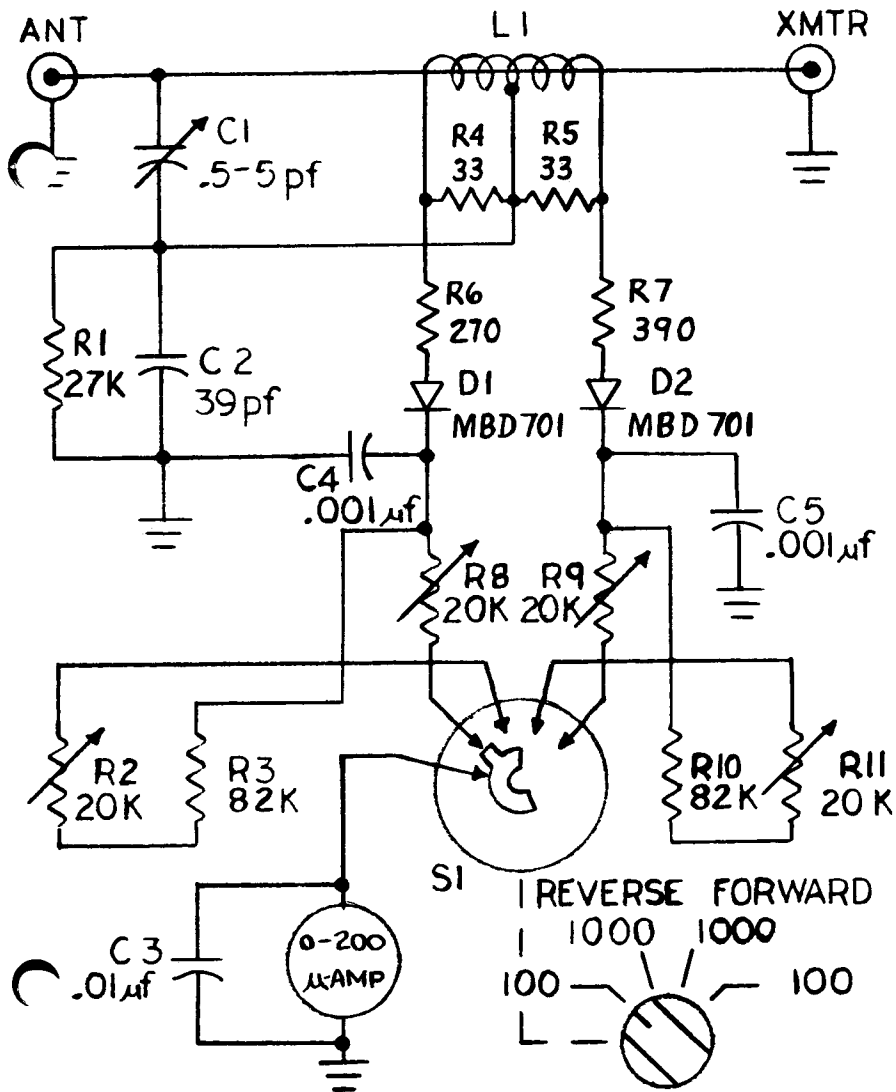 ANT
L1
XMTR
C1
.5-5pf
R4
33
R5
33
R6
270
R7
390
R1
27K
C2
39pf
D1
MBD701
D2
MBD701
C4
.001µf
C5
.001µf
R8
20K
R9
20K
R2
20K
R3
82K
R10
82K
R11
20K
S1
C3
.01µf
0-200
µ-AMP
REVERSE FORWARD
1000 1000
100 100